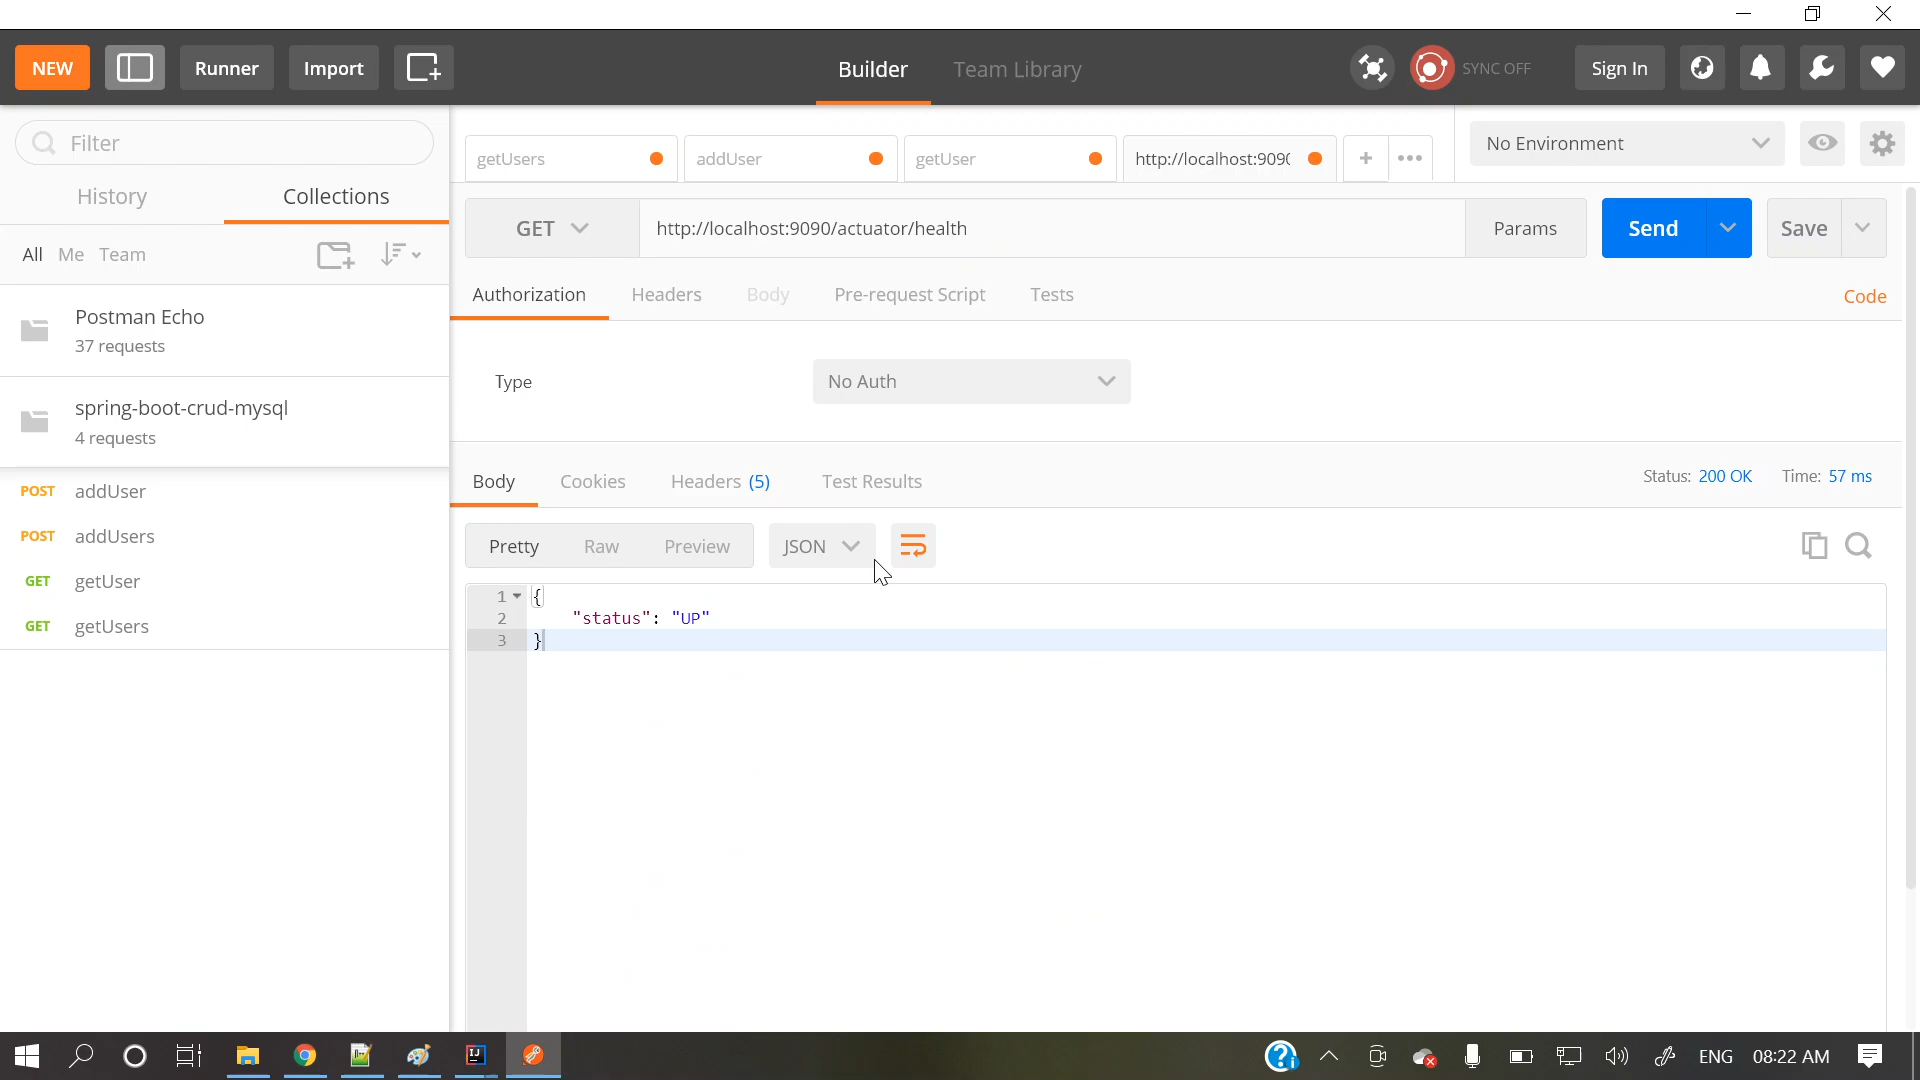 NEW
Runner
Import
Builder
Team Library
SYNC OFF
Sign In
Filter
History
Collections
All Me Team
Postman Echo
37 requests
spring-boot-crud-mysql
4 requests
POST addUser
POST addUsers
GET getUser
GET getUsers
getUsers
addUser
getUser
http://localhost:909
No Environment
GET
http://localhost:9090/actuator/health
Params
Send
Save
Authorization
Headers
Body
Pre-request Script
Tests
Code
Type
No Auth
Body
Cookies
Headers (5)
Test Results
Status: 200 OK
Time: 57 ms
Pretty
Raw
Preview
JSON
1 {
2 "status": "UP"
3 }
ENG
08:22 AM